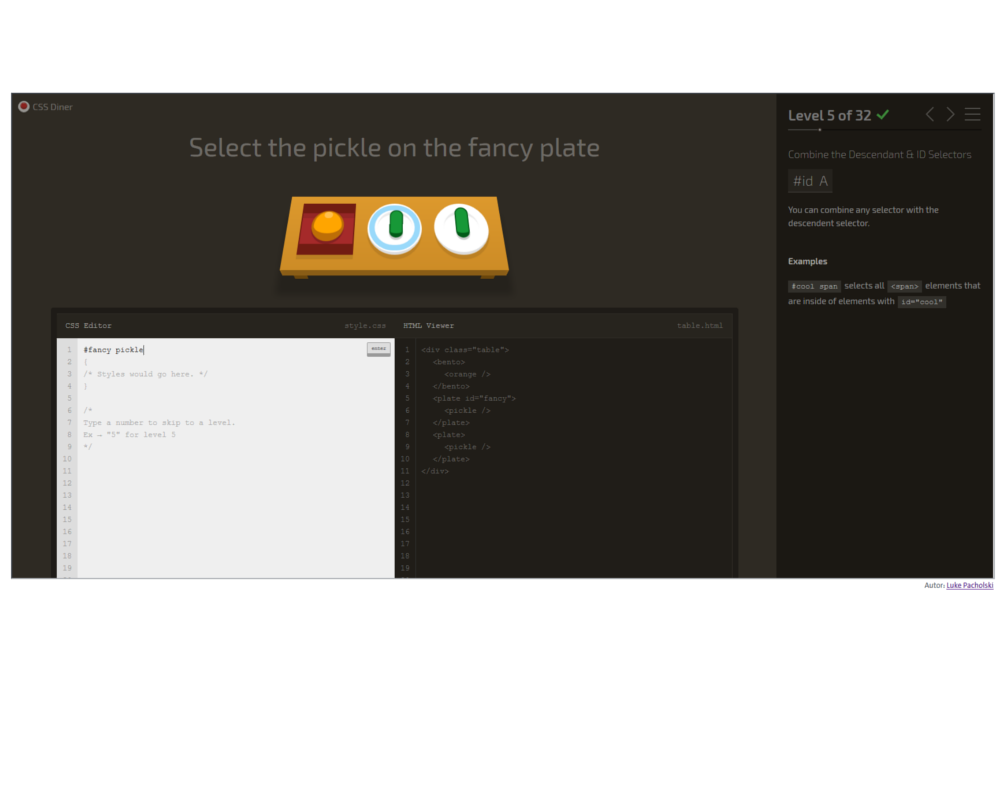 CSS Diner
Select the pickle on the fancy plate
CSS Editor
style.css
1 #fancy pickle
enter
2 {
3 /* Styles would go here. */
4 }
5
6 /*
7 Type a number to skip to a level.
8 Ex → "5" for level 5
9 */
10
11
12
13
14
15
16
17
18
19
HTML Viewer
table.html
1 <div class="table">
2 <bento>
3 <orange />
4 </bento>
5 <plate id="fancy">
6 <pickle />
7 </plate>
8 <plate>
9 <pickle />
10 </plate>
11 </div>
12
13
14
15
16
17
18
19
Level 5 of 32
Combine the Descendant & ID Selectors
#id A
You can combine any selector with the
descendent selector.
Examples
#cool span selects all <span> elements that
are inside of elements with id="cool"
Autor: Luke Pacholski